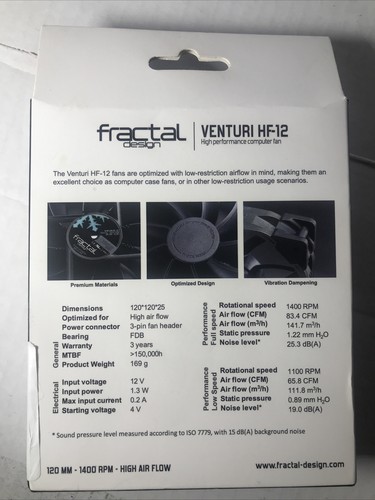 fractal design
VENTURI HF-12
High performance computer fan
The Venturi HF-12 fans are optimized with low-restriction airflow in mind, making them an
excellent choice as computer case fans, or in other low-restriction usage scenarios.
fractal
Premium Materials
Optimized Design
Vibration Dampening
General
Dimensions 120*120*25
Optimized for High air flow
Power connector 3-pin fan header
Bearing FDB
Warranty 3 years
MTBF >150,000h
Product Weight 169 g
Electrical
Input voltage 12 V
Input power 1.3 W
Max input current 0.2 A
Starting voltage 4 V
Performance
Full speed
Rotational speed 1400 RPM
Air flow (CFM) 83.4 CFM
Air flow (m³/h) 141.7 m³/h
Static pressure 1.22 mm H₂O
Noise level* 25.3 dB(A)
Performance
Low Speed
Rotational speed 1100 RPM
Air flow (CFM) 65.8 CFM
Air flow (m³/h) 111.8 m³/h
Static pressure 0.89 mm H₂O
Noise level* 19.0 dB(A)
* Sound pressure level measured according to ISO 7779, with 15 dB(A) background noise
120 MM - 1400 RPM - HIGH AIR FLOW
www.fractal-design.com